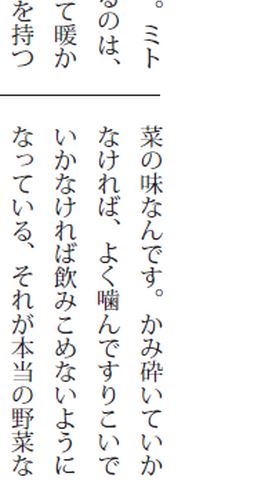 。ミト
るのは、
て暖か
を持つ
菜の味なんです。かみ砕いていか
なければ、よく噛んですりこいで
いかなければ飲みこめないように
なっている、それが本当の野菜な